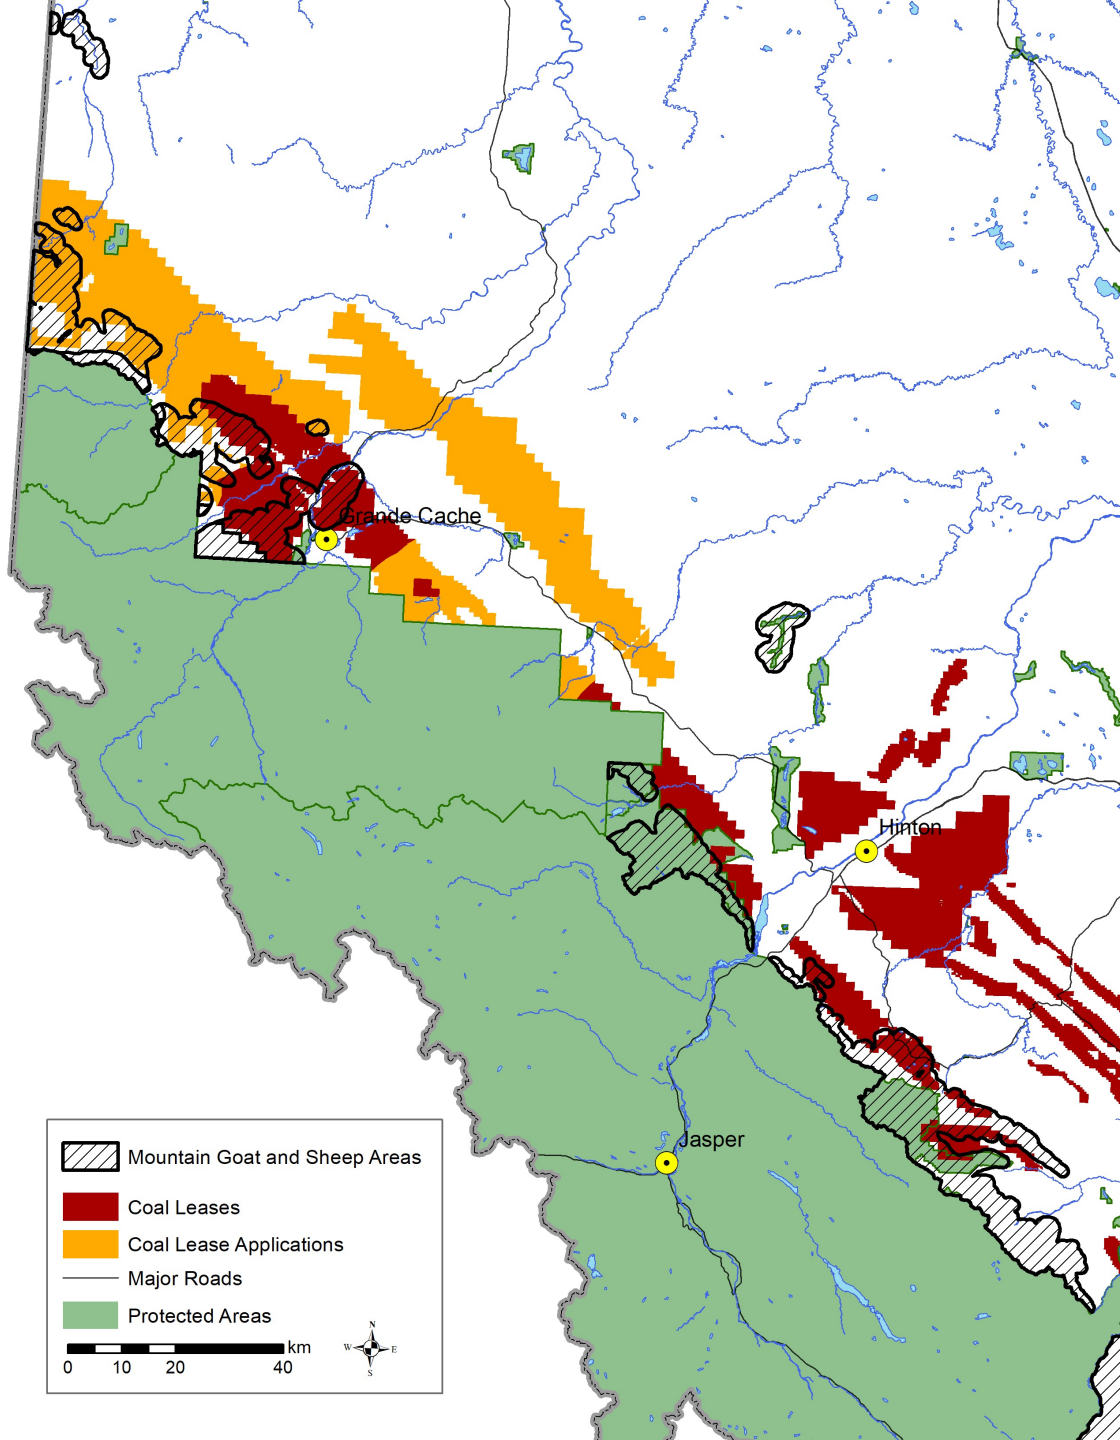 Grande Cache
Hinton
Jasper
Mountain Goat and Sheep Areas
Coal Leases
Coal Lease Applications
Major Roads
Protected Areas
km
0 10 20 40
N
W E
S